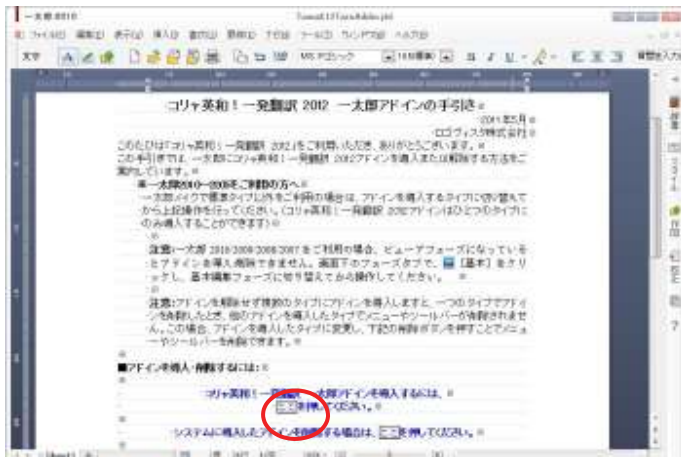 一太郎 2010
文字
MS Pゴシック
コリャ英和!一発翻訳 2012 一太郎アドインの手引き
2011年5月
ロゴヴィスタ株式会社
このたびは「コリャ英和!一発翻訳 2012」をご利用いただき、ありがとうございます。
この手引きでは、一太郎にコリャ英和!一発翻訳 2012アドインを導入または解除する方法をご
案内しています。
■一太郎2010~2006をご利用の方へ
一太郎メイクで標準タイプ以外をご利用の場合は、アドインを導入するタイプに切り替えて
から上記操作を行ってください。(コリャ英和!一発翻訳 2012アドインはひとつのタイプに
のみ導入することができます)
注意:一太郎 2010/2009/2008/2007 をご利用の場合、ビューアフェーズになっている
とアドインを導入削除できません。画面下のフェーズタブで、[基本]をクリ
ックし、基本編集フェーズに切り替えてから操作してください。
注意:アドインを解除せず複数のタイプにアドインを導入しますと、一つのタイプでアドイ
ンを削除したとき、他のアドインを導入したタイプでメニューやツールバーが削除されませ
ん。この場合、アドインを導入したタイプに変更し、下記の削除ボタンを押すことでメニュ
ーやツールバーを削除できます。
■アドインを導入・削除するには:
コリャ英和!一発翻訳 一太郎アドインを導入するには、
ここを押してください。
システムに導入したアドインを削除する場合は、ここを押してください。